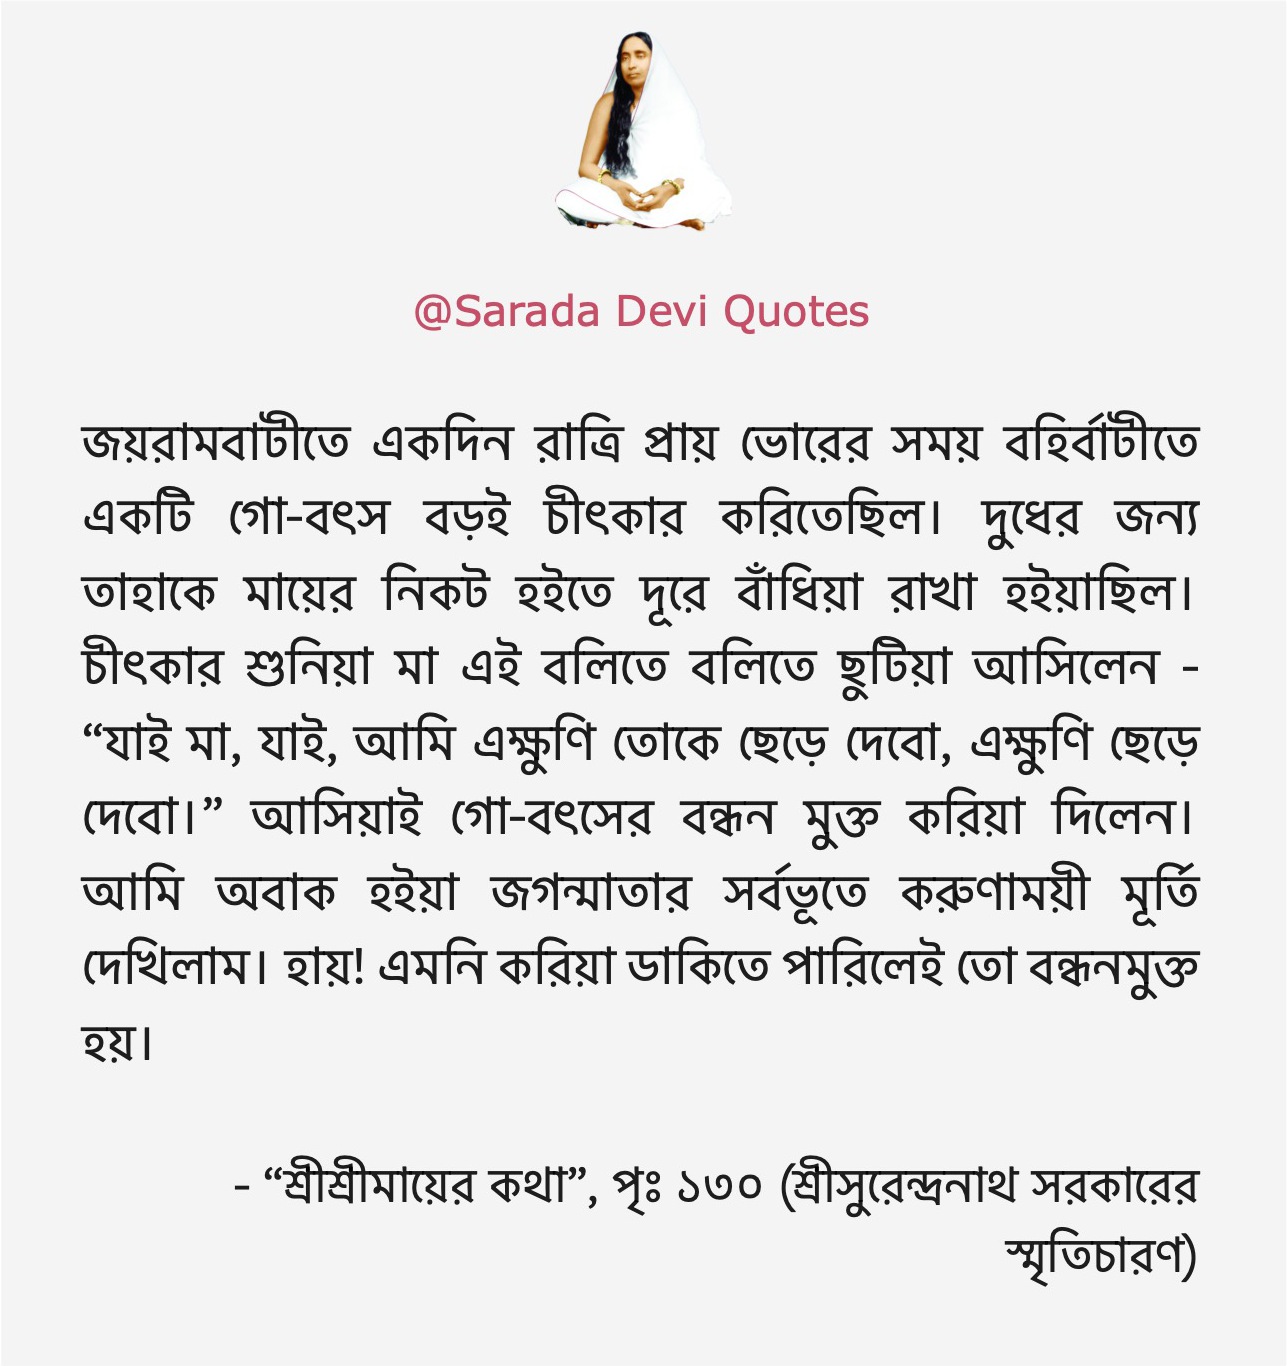 @Sarada Devi Quotes
জয়রামবাটীতে একদিন রাত্রি প্রায় ভোরের সময় বহির্বাটীতে
একটি গো-বৎস বড়ই চীৎকার করিতেছিল। দুধের জন্য
তাহাকে মায়ের নিকট হইতে দূরে বাঁধিয়া রাখা হইয়াছিল।
চীৎকার শুনিয়া মা এই বলিতে বলিতে ছুটিয়া আসিলেন -
“যাই মা, যাই, আমি এক্ষুণি তোকে ছেড়ে দেবো, এক্ষুণি ছেড়ে
দেবো।” আসিয়াই গো-বৎসের বন্ধন মুক্ত করিয়া দিলেন।
আমি অবাক হইয়া জগন্মাতার সর্বভূতে করুণাময়ী মূর্তি
দেখিলাম। হায়! এমনি করিয়া ডাকিতে পারিলেই তো বন্ধনমুক্ত
হয়।
- “শ্রীশ্রীমায়ের কথা”, পৃঃ ১৩০ (শ্রীসুরেন্দ্রনাথ সরকারের
স্মৃতিচারণ)